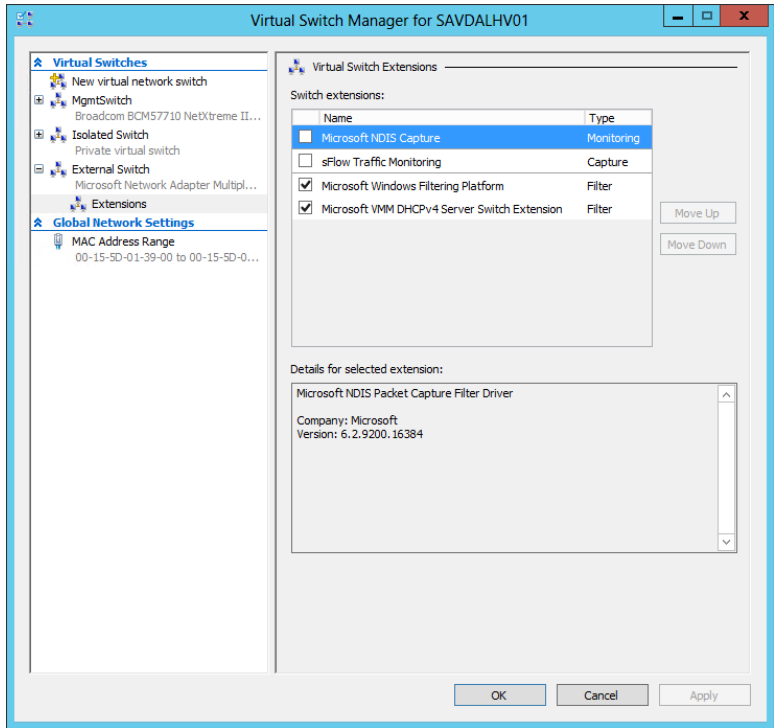 Virtual Switch Manager for SAVDALHV01
Virtual Switches
New virtual network switch
MgmtSwitch
Broadcom BCM57710 NetXtreme II...
Isolated Switch
Private virtual switch
External Switch
Microsoft Network Adapter Multipl...
Extensions
Global Network Settings
MAC Address Range
00-15-5D-01-39-00 to 00-15-5D-0...
Virtual Switch Extensions
Switch extensions:
Name Type
Microsoft NDIS Capture Monitoring
sFlow Traffic Monitoring Capture
Microsoft Windows Filtering Platform Filter
Microsoft VMM DHCPv4 Server Switch Extension Filter
Move Up
Move Down
Details for selected extension:
Microsoft NDIS Packet Capture Filter Driver
Company: Microsoft
Version: 6.2.9200.16384
OK Cancel Apply